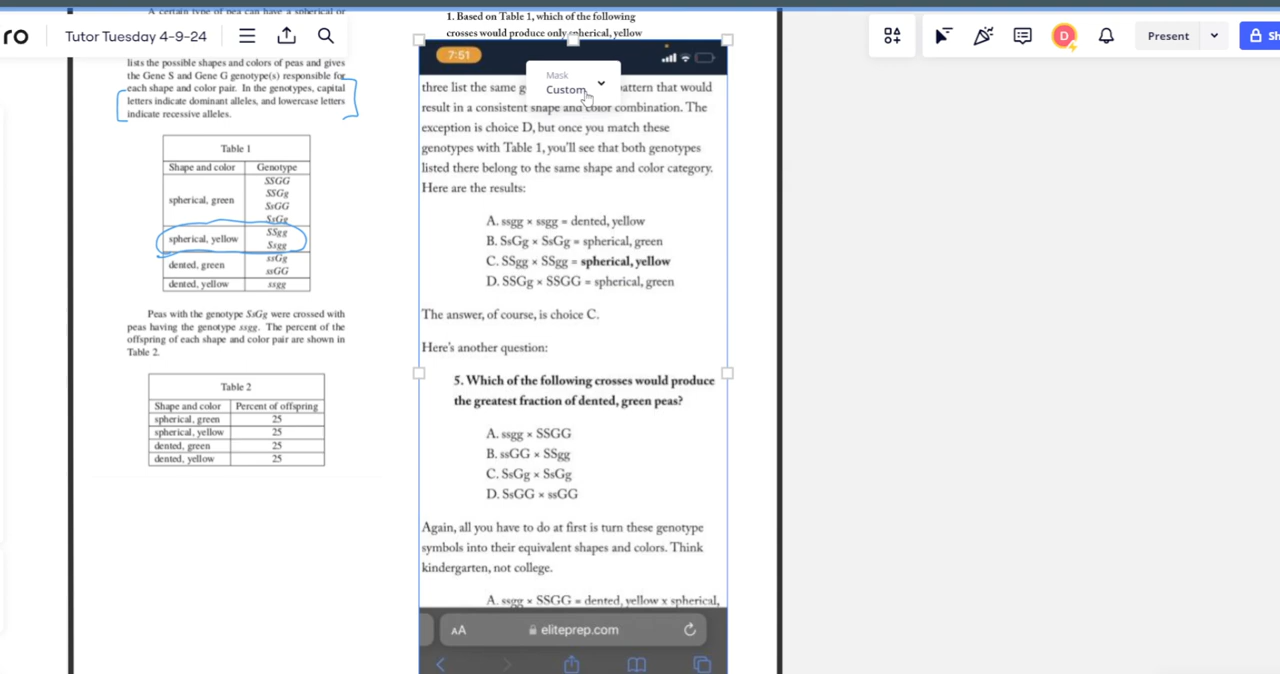 A certain type of pea can have a spherical or
1. Based on Table 1, which of the following
crosses would produce only spherical, yellow
ro
Tutor Tuesday 4-9-24
Present
Sh
D
lists the possible shapes and colors of peas and gives
the Gene S and Gene G genotype(s) responsible for
each shape and color pair. In the genotypes, capital
letters indicate dominant alleles, and lowercase letters
indicate recessive alleles.
Table 1
Shape and color Genotype
spherical, green
SSGG
SSGg
SsGG
SsGg
spherical, yellow
SSgg
Ssgg
dented, green
ssGg
ssGG
dented, yellow ssgg
Peas with the genotype SsGg were crossed with
peas having the genotype ssgg. The percent of the
offspring of each shape and color pair are shown in
Table 2.
Table 2
Shape and color Percent of offspring
spherical, green 25
spherical, yellow 25
dented, green 25
dented, yellow 25
7:51
Mask
Custom
three list the same g attern that would
result in a consistent shape and color combination. The
exception is choice D, but once you match these
genotypes with Table 1, you'll see that both genotypes
listed there belong to the same shape and color category.
Here are the results:
A. ssgg × ssgg = dented, yellow
B. SsGg × SsGg = spherical, green
C. SSgg × SSgg = spherical, yellow
D. SSGg × SSGG = spherical, green
The answer, of course, is choice C.
Here's another question:
5. Which of the following crosses would produce
the greatest fraction of dented, green peas?
A. ssgg × SSGG
B. ssGG × SSgg
C. SsGg × SsGg
D. SsGG × ssGG
Again, all you have to do at first is turn these genotype
symbols into their equivalent shapes and colors. Think
kindergarten, not college.
A. ssgg × SSGG = dented, yellow x spherical,
AA
eliteprep.com